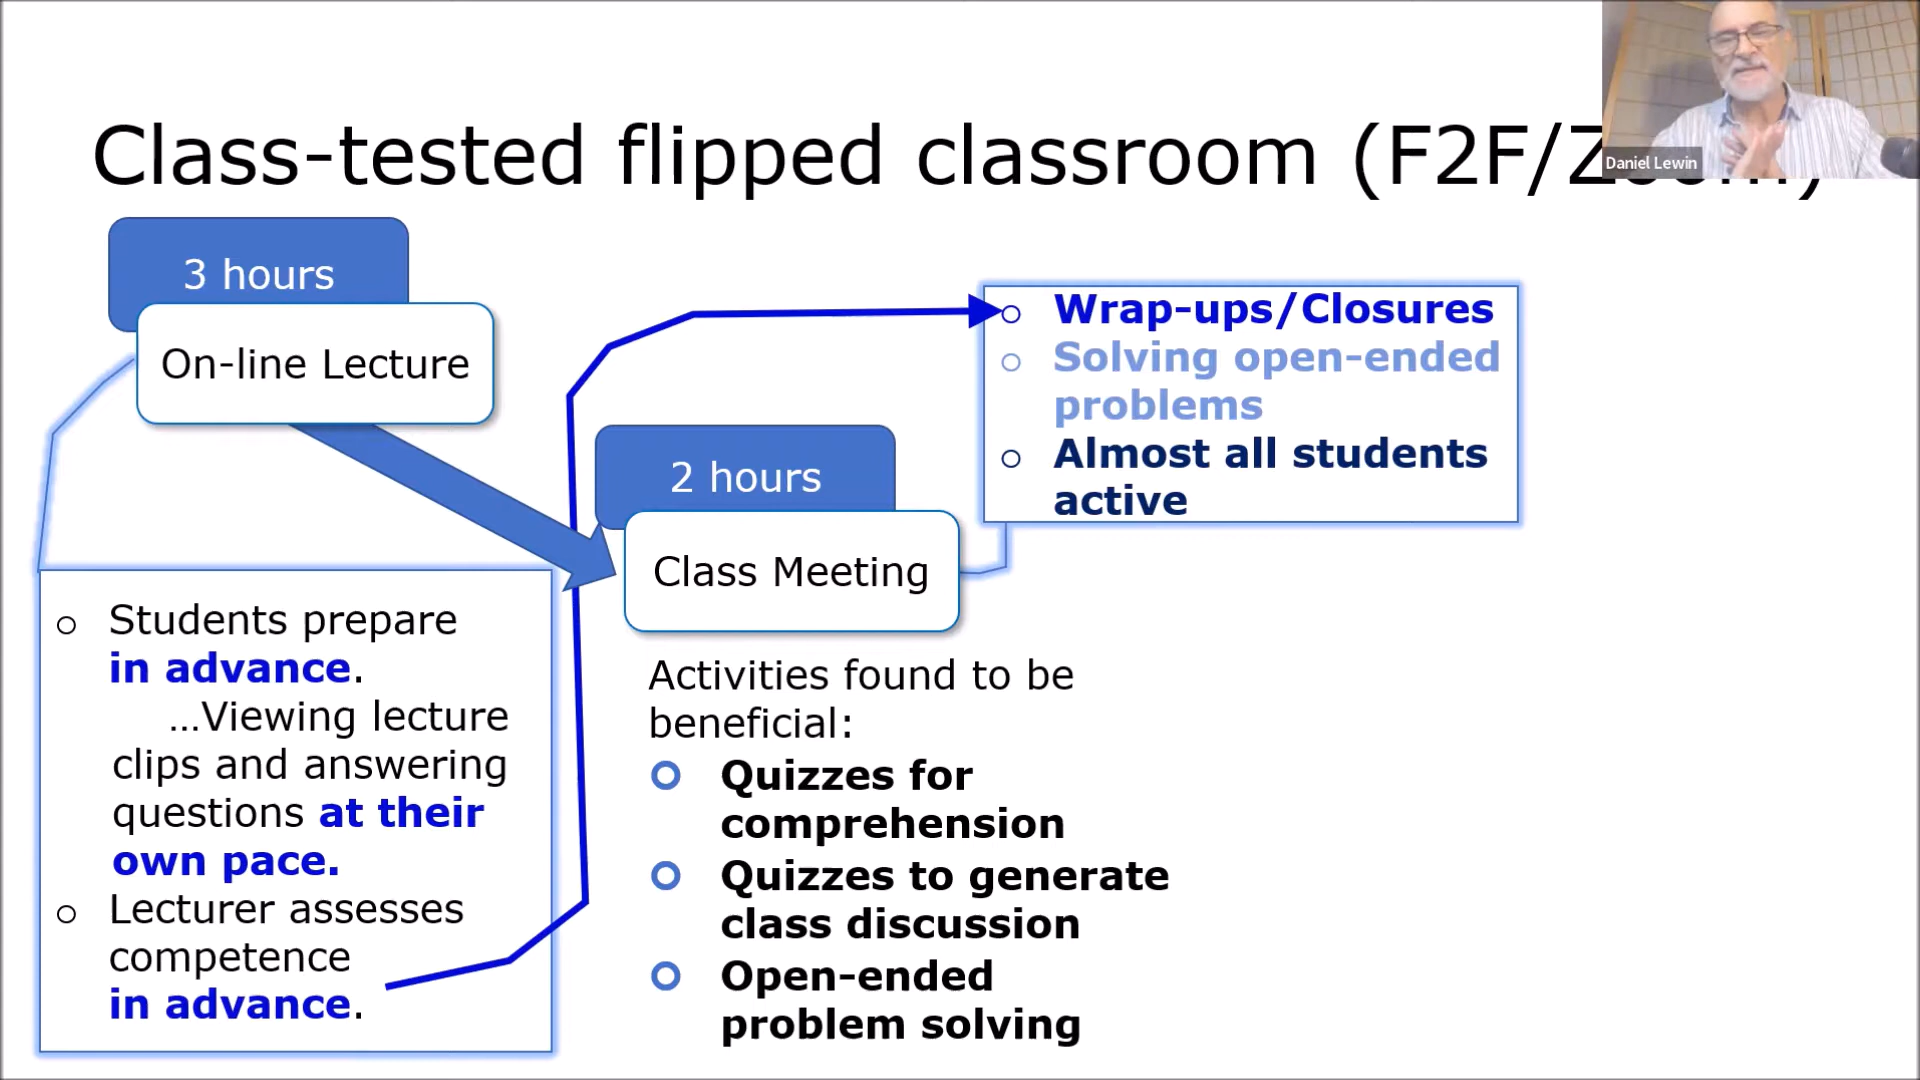 Class-tested flipped classroom (F2F/Zoom)
Daniel Lewin
3 hours
On-line Lecture
Students prepare
in advance.
...Viewing lecture
clips and answering
questions at their
own pace.
Lecturer assesses
competence
in advance.
2 hours
Class Meeting
Activities found to be
beneficial:
Quizzes for
comprehension
Quizzes to generate
class discussion
Open-ended
problem solving
Wrap-ups/Closures
Solving open-ended
problems
Almost all students
active